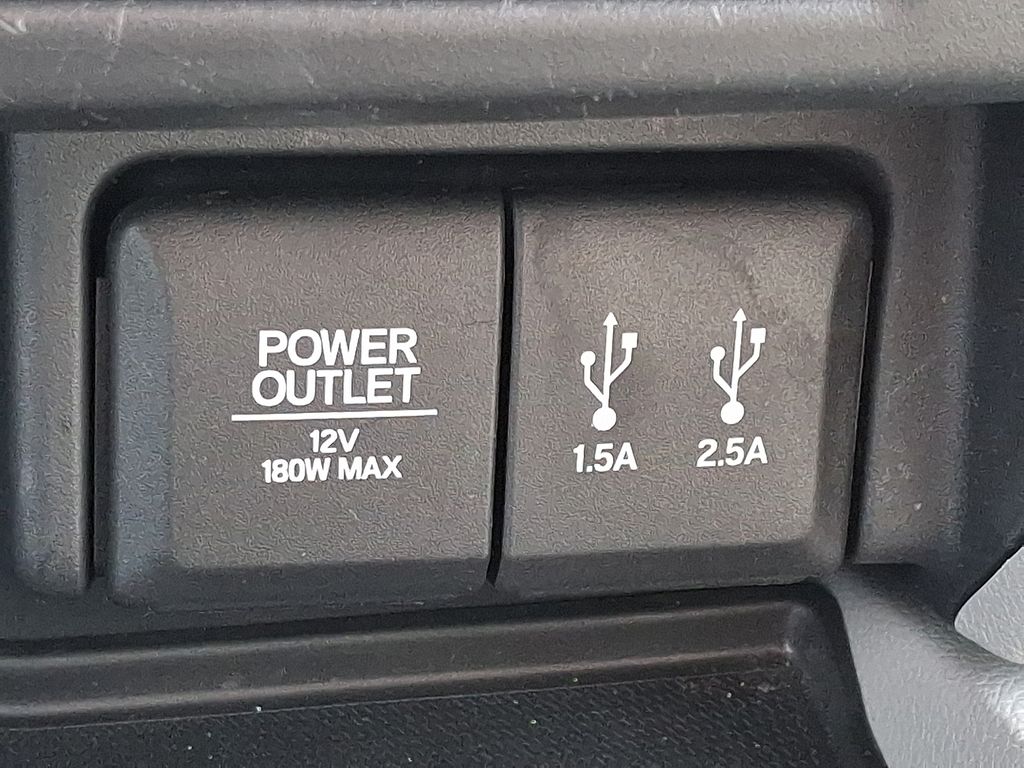 POWER
OUTLET
12V
180W MAX
1.5A
2.5A